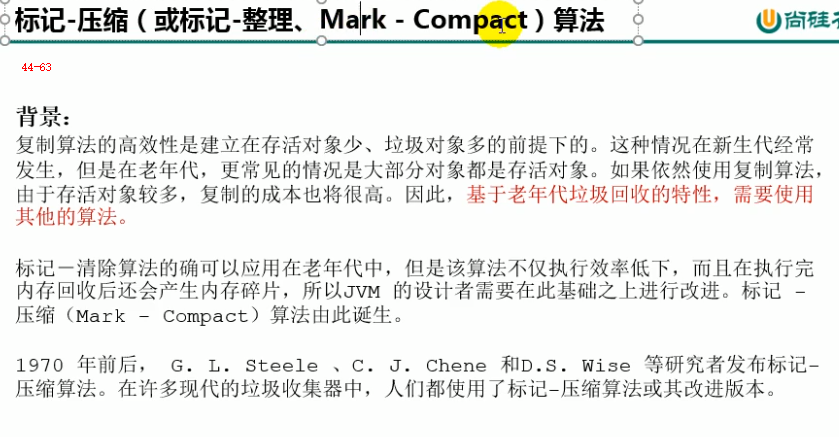 标记-压缩（或标记-整理、Mark - Compact）算法
尚硅
44-63
背景：
复制算法的高效性是建立在存活对象少、垃圾对象多的前提下的。这种情况在新生代经常
发生，但是在老年代，更常见的情况是大部分对象都是存活对象。如果依然使用复制算法，
由于存活对象较多，复制的成本也将很高。因此，基于老年代垃圾回收的特性，需要使用
其他的算法。
标记－清除算法的确可以应用在老年代中，但是该算法不仅执行效率低下，而且在执行完
内存回收后还会产生内存碎片，所以JVM 的设计者需要在此基础之上进行改进。标记 -
压缩（Mark - Compact）算法由此诞生。
1970 年前后， G. L. Steele 、C. J. Chene 和D.S. Wise 等研究者发布标记-
压缩算法。在许多现代的垃圾收集器中，人们都使用了标记-压缩算法或其改进版本。